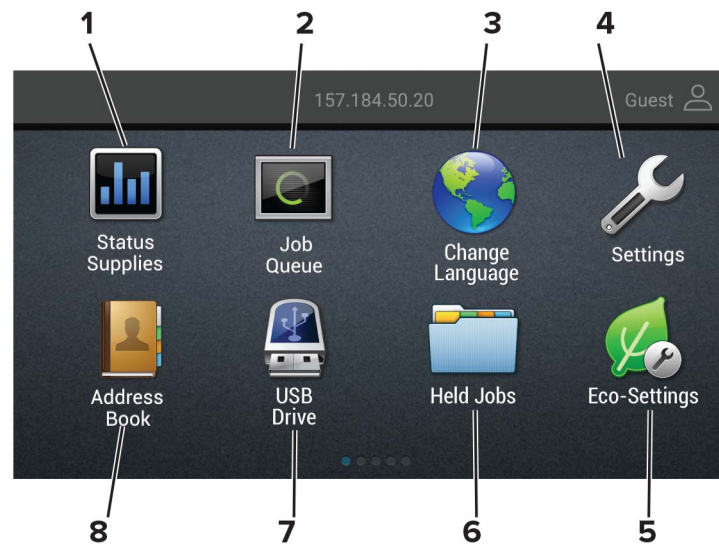 1 2 3 4
157.184.50.20 Guest
Status
Supplies
Job
Queue
Change
Language
Settings
Address
Book
USB
Drive
Held Jobs
Eco-Settings
8 7 6 5